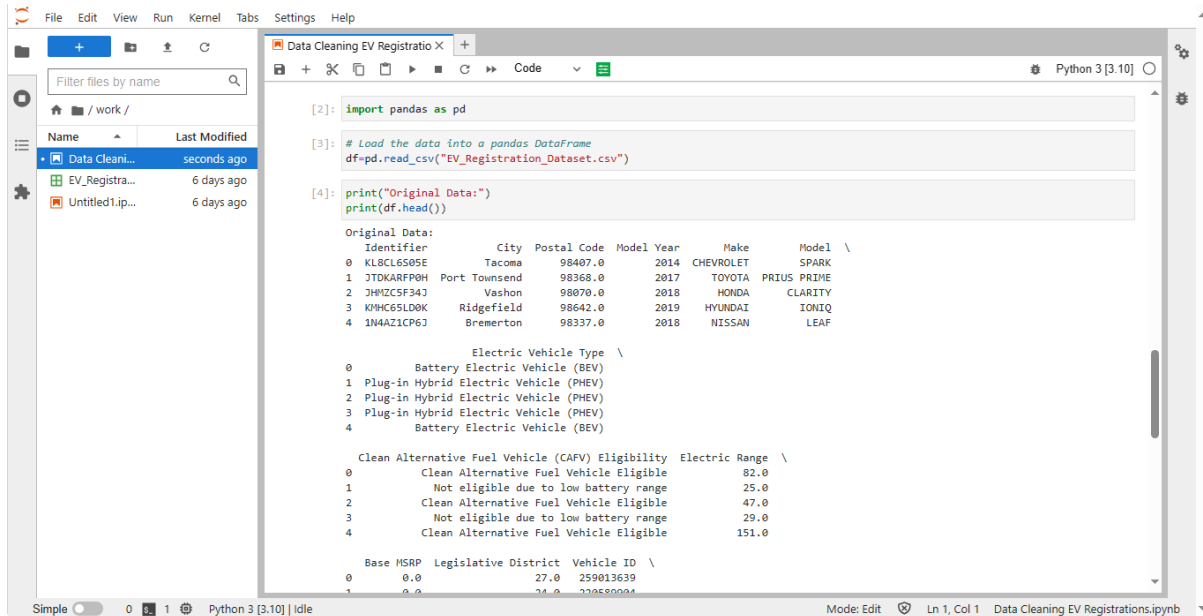 File Edit View Run Kernel Tabs Settings Help
+
Filter files by name
/ work /
Name Last Modified
Data Cleani... seconds ago
EV_Registra... 6 days ago
Untitled1.ip... 6 days ago
Data Cleaning EV Registratio
Code
Python 3 [3.10]
[2]: import pandas as pd
[3]: # Load the data into a pandas DataFrame
df=pd.read_csv("EV_Registration_Dataset.csv")
[4]: print("Original Data:")
print(df.head())
Original Data:
Identifier City Postal Code Model Year Make Model \
0 KL8CL6S05E Tacoma 98407.0 2014 CHEVROLET SPARK
1 JTDKARFP0H Port Townsend 98368.0 2017 TOYOTA PRIUS PRIME
2 JHMZC5F34J Vashon 98070.0 2018 HONDA CLARITY
3 KMHC65LD0K Ridgefield 98642.0 2019 HYUNDAI IONIQ
4 1N4AZ1CP6J Bremerton 98337.0 2018 NISSAN LEAF
Electric Vehicle Type \
0 Battery Electric Vehicle (BEV)
1 Plug-in Hybrid Electric Vehicle (PHEV)
2 Plug-in Hybrid Electric Vehicle (PHEV)
3 Plug-in Hybrid Electric Vehicle (PHEV)
4 Battery Electric Vehicle (BEV)
Clean Alternative Fuel Vehicle (CAFV) Eligibility Electric Range \
0 Clean Alternative Fuel Vehicle Eligible 82.0
1 Not eligible due to low battery range 25.0
2 Clean Alternative Fuel Vehicle Eligible 47.0
3 Not eligible due to low battery range 29.0
4 Clean Alternative Fuel Vehicle Eligible 151.0
Base MSRP Legislative District Vehicle ID \
0 0.0 27.0 259013639
Simple 0 1 Python 3 [3.10] | Idle Mode: Edit Ln 1, Col 1 Data Cleaning EV Registrations.ipynb